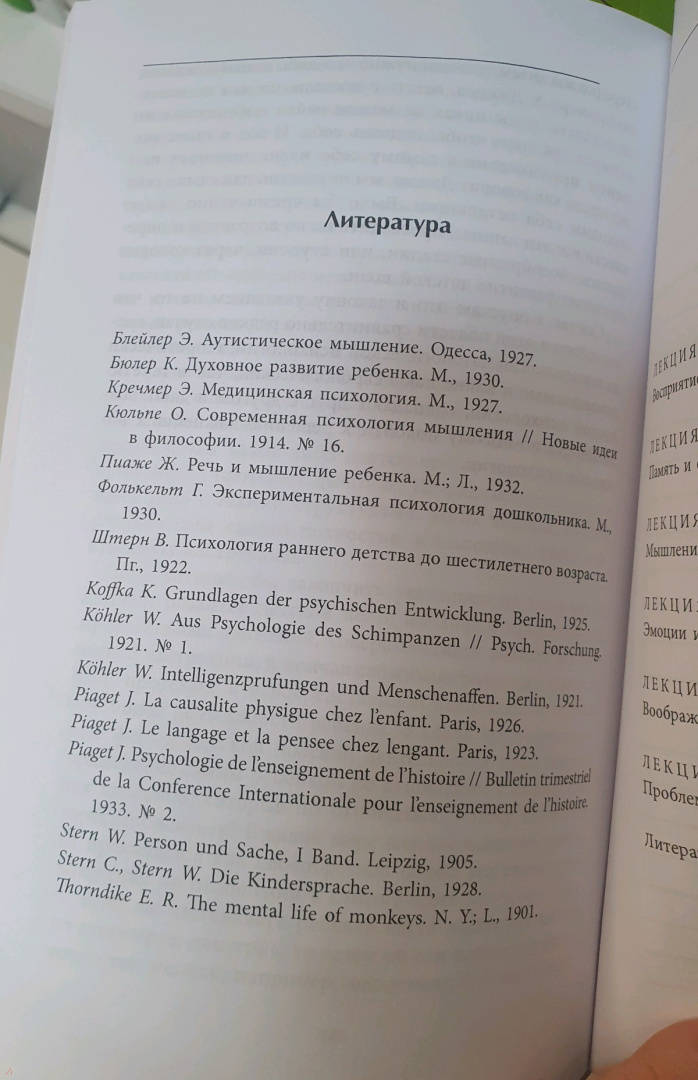 Литература
Блейлер Э. Аутистическое мышление. Одесса, 1927.
Бюлер К. Духовное развитие ребенка. М., 1930.
Кречмер Э. Медицинская психология. М., 1927.
Кюльпе О. Современная психология мышления // Новые идеи
в философии. 1914. № 16.
Пиаже Ж. Речь и мышление ребенка. М.; Л., 1932.
Фолькельт Г. Экспериментальная психология дошкольника. М.,
1930.
Штерн В. Психология раннего детства до шестилетнего возраста.
Пг., 1922.
Koffka K. Grundlagen der psychischen Entwicklung. Berlin, 1925.
Köhler W. Aus Psychologie des Schimpanzen // Psych. Forschung.
1921. № 1.
Köhler W. Intelligenzprufungen und Menschenaffen. Berlin, 1921.
Piaget J. La causalite physigue chez l'enfant. Paris, 1926.
Piaget J. Le langage et la pensee chez lengant. Paris, 1923.
Piaget J. Psychologie de l'enseignement de l'histoire // Bulletin trimestriel
de la Conference Internationale pour l'enseignement de l'histoire.
1933. № 2.
Stern W. Person und Sache, I Band. Leipzig, 1905.
Stern C., Stern W. Die Kindersprache. Berlin, 1928.
Thorndike E. R. The mental life of monkeys. N. Y.; L., 1901.
ЛЕКЦИЯ
Восприятие
ЛЕКЦИЯ
Память и
ЛЕКЦИЯ
Мышлени
ЛЕКЦИЯ
Эмоции и
ЛЕКЦИ
Воображ
ЛЕКЦИ
Пробле
Литера